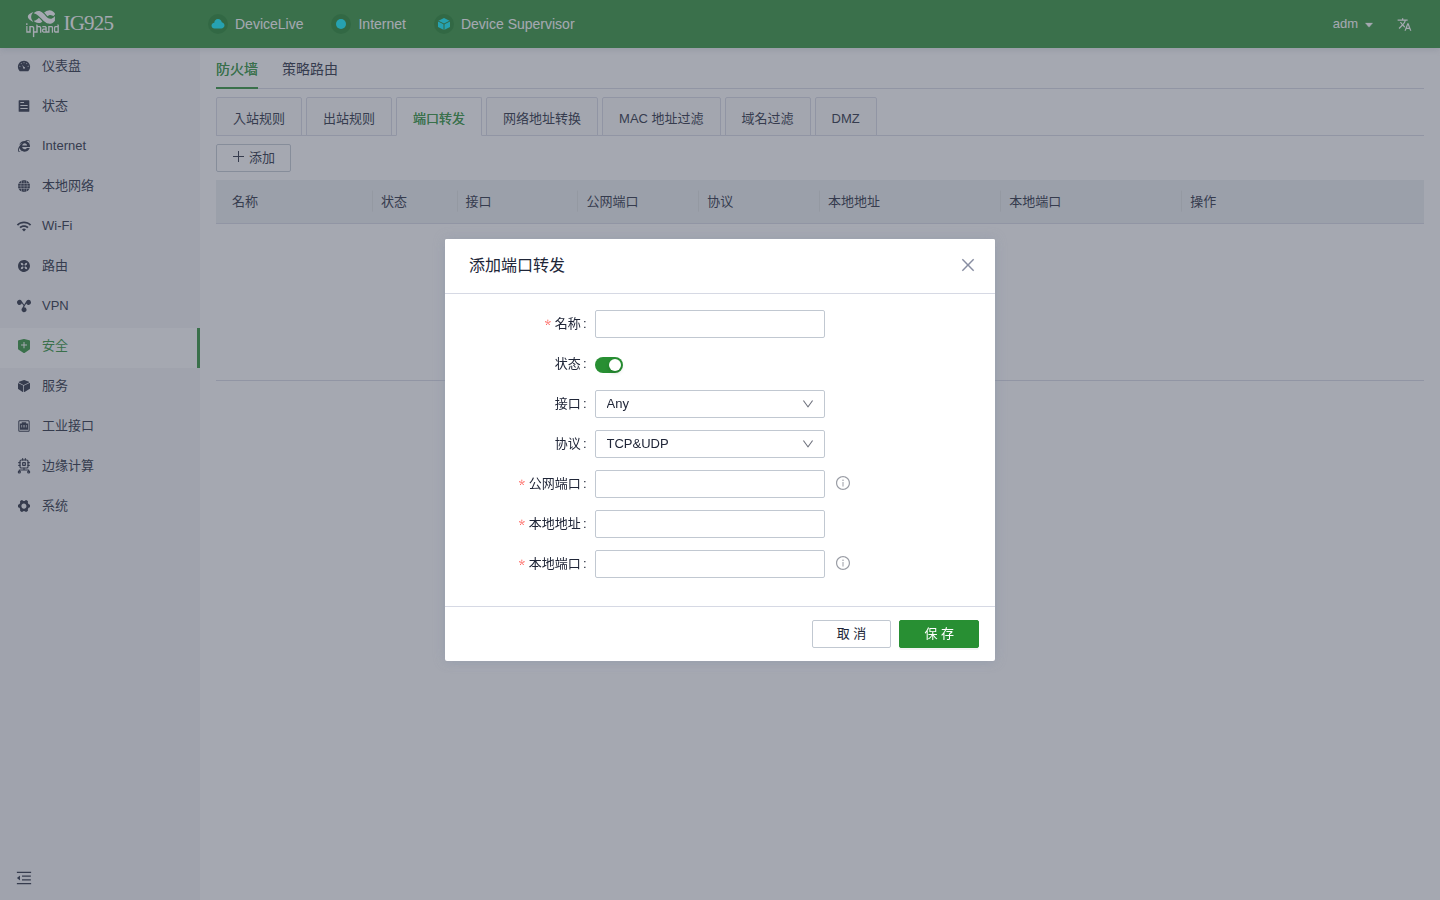 inhand IG925
DeviceLive
Internet
Device Supervisor
adm
仪表盘
状态
Internet
本地网络
Wi-Fi
路由
VPN
安全
服务
工业接口
边缘计算
系统
防火墙 策略路由
入站规则 出站规则 端口转发 网络地址转换 MAC 地址过滤 域名过滤 DMZ
添加
名称 状态 接口 公网端口 协议 本地地址 本地端口 操作
添加端口转发
* 名称 :
状态 :
接口 : Any
协议 : TCP&UDP
* 公网端口 :
* 本地地址 :
* 本地端口 :
取 消 保 存